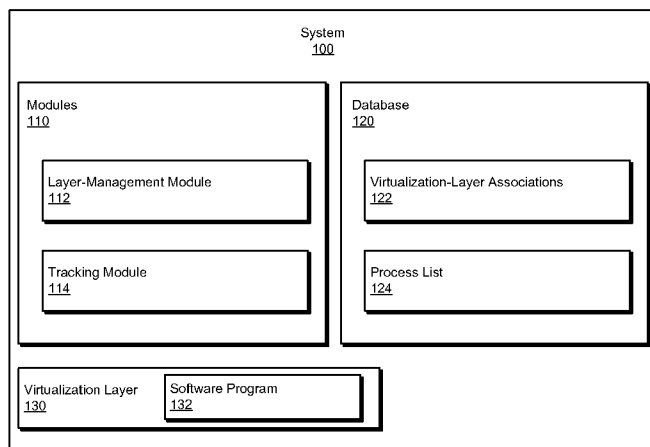 System
100
Modules
110
Layer-Management Module
112
Tracking Module
114
Database
120
Virtualization-Layer Associations
122
Process List
124
Virtualization Layer
130
Software Program
132